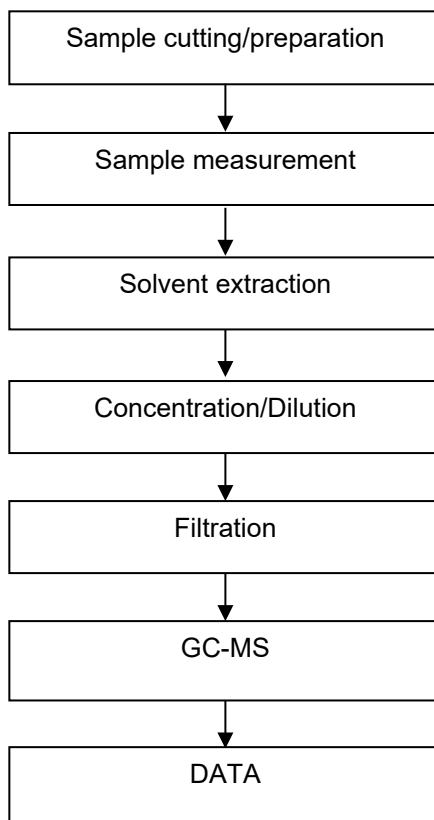 Sample cutting/preparation
Sample measurement
Solvent extraction
Concentration/Dilution
Filtration
GC-MS
DATA